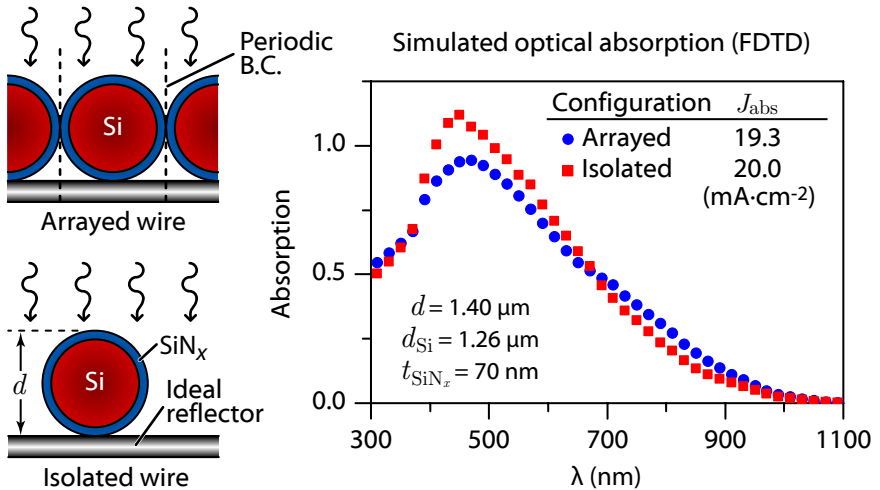 Periodic
B.C.
Si
Arrayed wire
SiNx
d
Si
Ideal
reflector
Isolated wire
Simulated optical absorption (FDTD)
Configuration Jabs
Arrayed 19.3
Isolated 20.0
(mA·cm-2)
d = 1.40 µm
dSi = 1.26 µm
tSiNx = 70 nm
Absorption
1.0
0.5
0.0
300 500 700 900 1100
λ (nm)